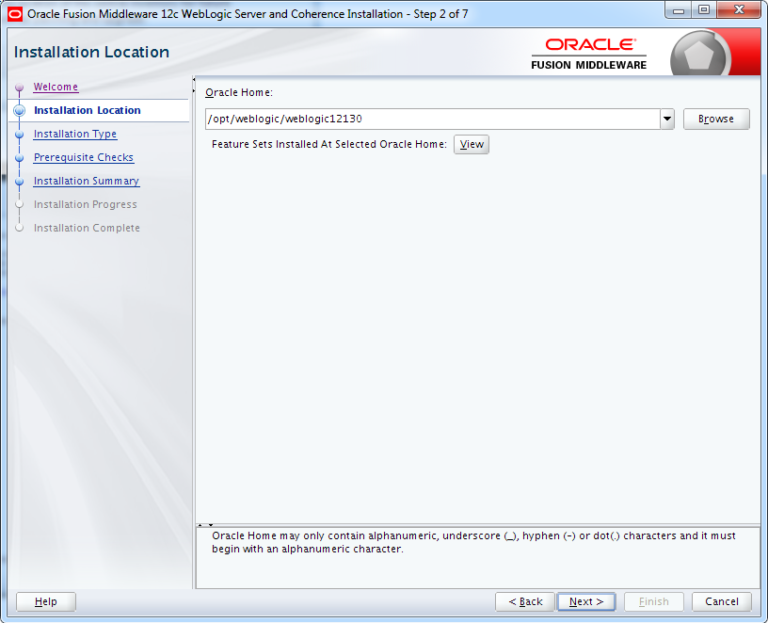 Oracle Fusion Middleware 12c WebLogic Server and Coherence Installation - Step 2 of 7
Installation Location
ORACLE®
FUSION MIDDLEWARE
Welcome
Installation Location
Installation Type
Prerequisite Checks
Installation Summary
Installation Progress
Installation Complete
Oracle Home:
/opt/weblogic/weblogic12130
Browse
Feature Sets Installed At Selected Oracle Home: View
Oracle Home may only contain alphanumeric, underscore (_), hyphen (-) or dot(.) characters and it must
begin with an alphanumeric character.
Help
< Back
Next >
Finish
Cancel